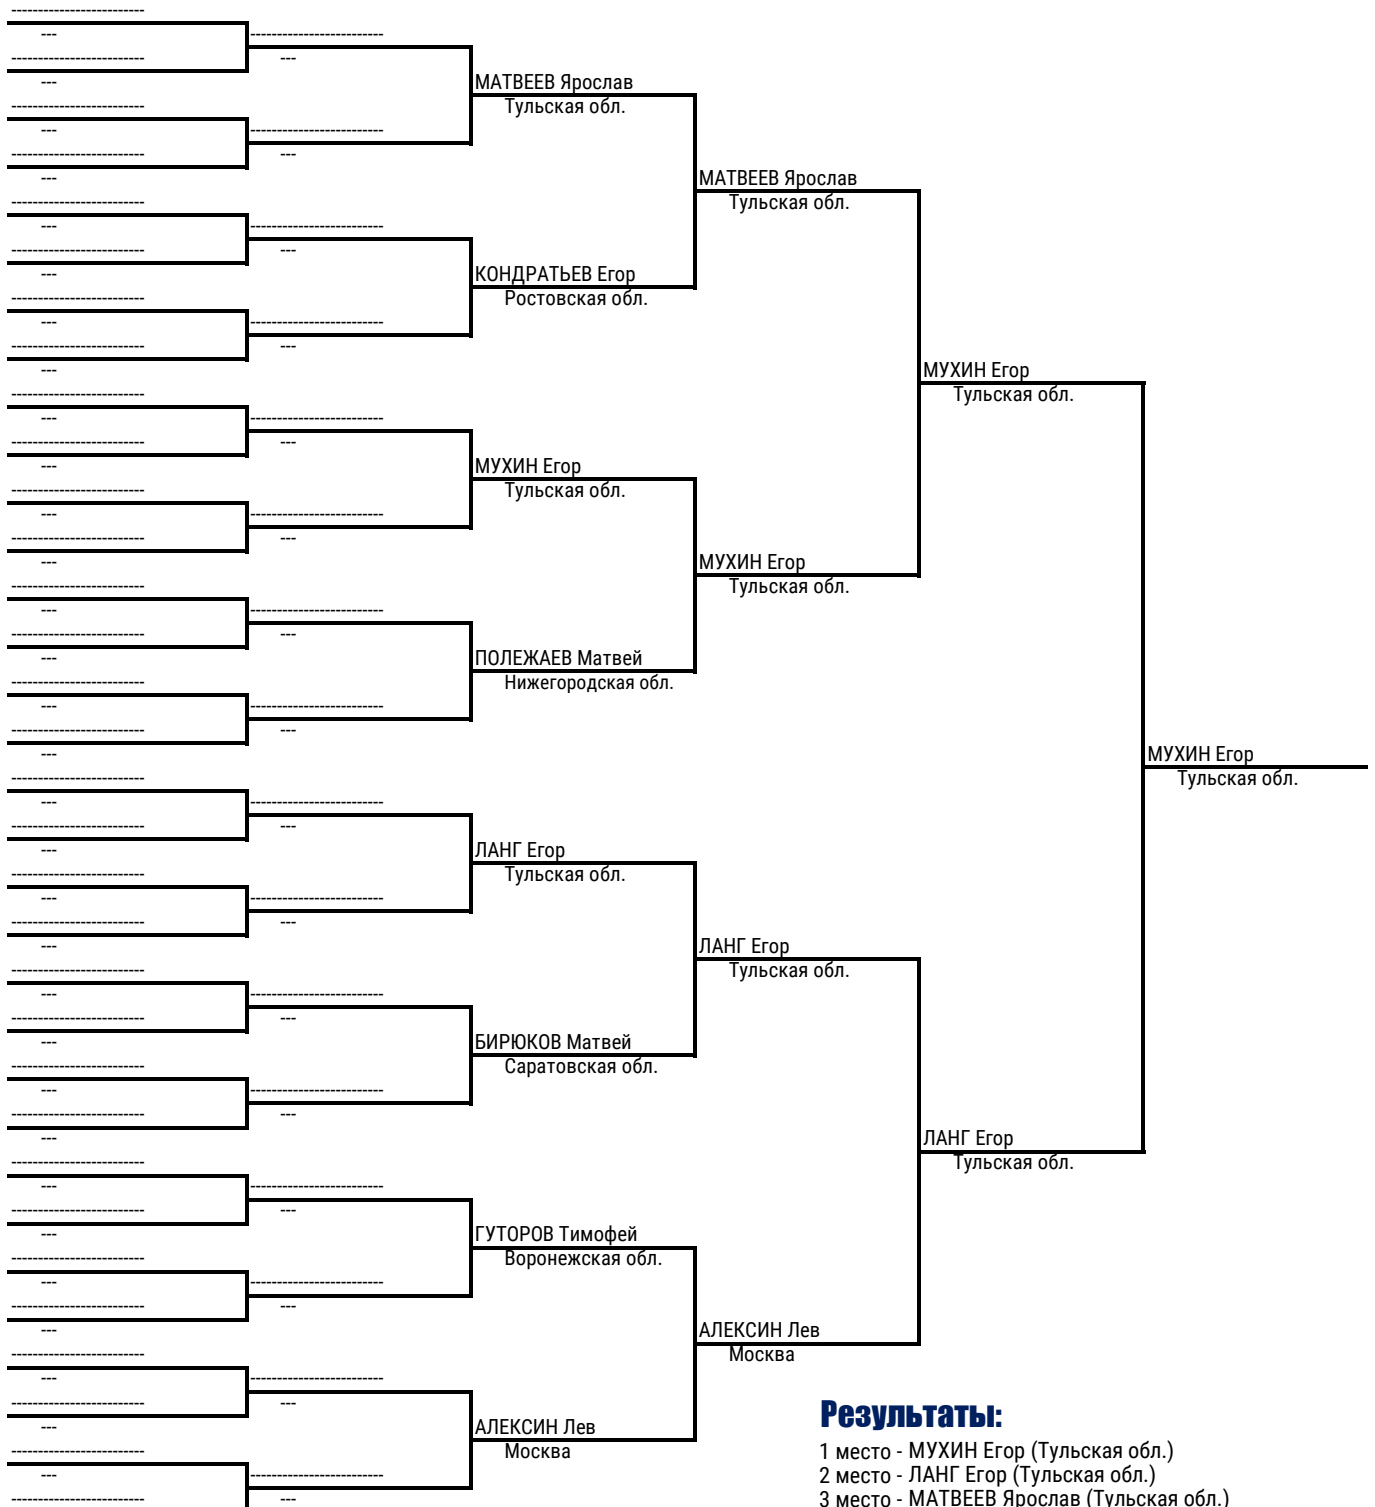 МАТВЕЕВ Ярослав
Тульская обл.
КОНДРАТЬЕВ Егор
Ростовская обл.
МУХИН Егор
Тульская обл.
ПОЛЕЖАЕВ Матвей
Нижегородская обл.
ЛАНГ Егор
Тульская обл.
БИРЮКОВ Матвей
Саратовская обл.
ГУТОРОВ Тимофей
Воронежская обл.
АЛЕКСИН Лев
Москва
МАТВЕЕВ Ярослав
Тульская обл.
МУХИН Егор
Тульская обл.
ЛАНГ Егор
Тульская обл.
АЛЕКСИН Лев
Москва
МУХИН Егор
Тульская обл.
ЛАНГ Егор
Тульская обл.
МУХИН Егор
Тульская обл.
Результаты:
1 место - МУХИН Егор (Тульская обл.)
2 место - ЛАНГ Егор (Тульская обл.)
3 место - МАТВЕЕВ Ярослав (Тульская обл.)